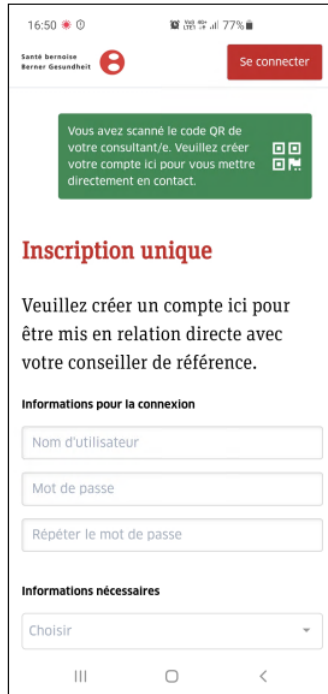 16:50
77%
Santé bernoise
Berner Gesundheit
Se connecter
Vous avez scanné le code QR de
votre consultant/e. Veuillez créer
votre compte ici pour vous mettre
directement en contact.
Inscription unique
Veuillez créer un compte ici pour
être mis en relation directe avec
votre conseiller de référence.
Informations pour la connexion
Nom d'utilisateur
Mot de passe
Répéter le mot de passe
Informations nécessaires
Choisir